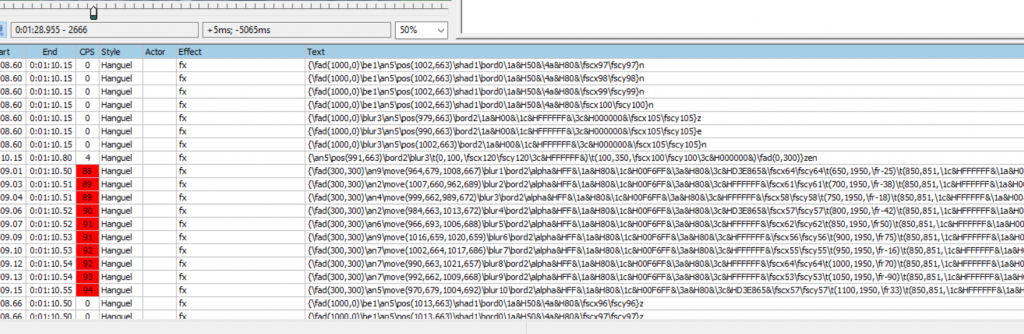 0:01:28.955 - 2666 +5ms; -5065ms 50%
art End CPS Style Actor Effect Text
08.60 0:01:10.15 0 Hanguel fx {\fad(1000,0)\be1\an5\pos(1002,663)\shad1\bord0\1a&H50&\4a&H80&\fscx97\fscy97}n
08.60 0:01:10.15 0 Hanguel fx {\fad(1000,0)\be1\an5\pos(1002,663)\shad1\bord0\1a&H50&\4a&H80&\fscx98\fscy98}n
08.60 0:01:10.15 0 Hanguel fx {\fad(1000,0)\be1\an5\pos(1002,663)\shad1\bord0\1a&H50&\4a&H80&\fscx99\fscy99}n
08.60 0:01:10.15 0 Hanguel fx {\fad(1000,0)\be1\an5\pos(1002,663)\shad1\bord0\1a&H50&\4a&H80&\fscx100\fscy100}n
08.60 0:01:10.15 0 Hanguel fx {\fad(1000,0)\blur3\an5\pos(979,663)\bord2\1a&H00&\1c&HFFFFFF&\3c&H000000&\fscx105\fscy105}z
08.60 0:01:10.15 0 Hanguel fx {\fad(1000,0)\blur3\an5\pos(990,663)\bord2\1a&H00&\1c&HFFFFFF&\3c&H000000&\fscx105\fscy105}e
08.60 0:01:10.15 0 Hanguel fx {\fad(1000,0)\blur3\an5\pos(1002,663)\bord2\1a&H00&\1c&HFFFFFF&\3c&H000000&\fscx105\fscy105}n
10.15 0:01:10.80 4 Hanguel fx {\an5\pos(991,663)\bord2\blur3\t(0,100,\fscx120\fscy120\3c&HFFFFFF&)\t(100,350,\fscx100\fscy100\3c&H000000&)\fad(0,300)}zen
09.01 0:01:10.50 88 Hanguel fx {\fad(300,300)\an9\move(964,679,1008,667)\blur1\bord2\alpha&HFF&\1a&H80&\1c&H00F6FF&\3a&H80&\3c&HD3E865&\fscx64\fscy64\t(650,1950,\fr-25)\t(850,851,\1c&HFFFFFF&\1a&H0
09.03 0:01:10.51 89 Hanguel fx {\fad(300,300)\an2\move(1007,660,962,689)\blur2\bord2\alpha&HFF&\1a&H80&\1c&H00F6FF&\3a&H80&\3c&HFFFFFF&\fscx61\fscy61\t(700,1950,\fr-38)\t(850,851,\1c&HFFFFFF&\1a&H0
09.04 0:01:10.51 89 Hanguel fx {\fad(300,300)\an4\move(999,662,989,672)\blur3\bord2\alpha&HFF&\1a&H80&\1c&H00F6FF&\3a&H80&\3c&HFFFFFF&\fscx58\fscy58\t(750,1950,\fr-18)\t(850,851,\1c&HFFFFFF&\1a&H00
09.06 0:01:10.52 90 Hanguel fx {\fad(300,300)\an2\move(984,663,1013,672)\blur4\bord2\alpha&HFF&\1a&H80&\1c&H00F6FF&\3a&H80&\3c&HD3E865&\fscx57\fscy57\t(800,1950,\fr-42)\t(850,851,\1c&HFFFFFF&\1a&H0
09.07 0:01:10.52 91 Hanguel fx {\fad(300,300)\an6\move(966,693,1006,688)\blur5\bord2\alpha&HFF&\1a&H80&\1c&H00F6FF&\3a&H80&\3c&HD3E865&\fscx62\fscy62\t(850,1950,\fr50)\t(850,851,\1c&HFFFFFF&\1a&H00
09.09 0:01:10.53 91 Hanguel fx {\fad(300,300)\an9\move(1016,659,1020,659)\blur6\bord2\alpha&HFF&\1a&H80&\1c&H00F6FF&\3a&H80&\3c&HD3E865&\fscx56\fscy56\t(900,1950,\fr75)\t(850,851,\1c&HFFFFFF&\1a&H0
09.10 0:01:10.53 92 Hanguel fx {\fad(300,300)\an7\move(1002,664,1017,686)\blur7\bord2\alpha&HFF&\1a&H80&\1c&H00F6FF&\3a&H80&\3c&HD3E865&\fscx55\fscy55\t(950,1950,\fr-16)\t(850,851,\1c&HFFFFFF&\1a&H
09.12 0:01:10.54 92 Hanguel fx {\fad(300,300)\an4\move(990,663,1021,657)\blur8\bord2\alpha&HFF&\1a&H80&\1c&H00F6FF&\3a&H80&\3c&HFFFFFF&\fscx64\fscy64\t(1000,1950,\fr70)\t(850,851,\1c&HFFFFFF&\1a&H0
09.13 0:01:10.54 93 Hanguel fx {\fad(300,300)\an7\move(992,662,1009,668)\blur9\bord2\alpha&HFF&\1a&H80&\1c&H00F6FF&\3a&H80&\3c&HFFFFFF&\fscx53\fscy53\t(1050,1950,\fr-90)\t(850,851,\1c&HFFFFFF&\1a&H
09.15 0:01:10.55 94 Hanguel fx {\fad(300,300)\an5\move(970,679,1004,692)\blur10\bord2\alpha&HFF&\1a&H80&\1c&H00F6FF&\3a&H80&\3c&HD3E865&\fscx57\fscy57\t(1100,1950,\fr33)\t(850,851,\1c&HFFFFFF&\1a&
08.66 0:01:10.50 0 Hanguel fx {\fad(1000,0)\be1\an5\pos(1013,663)\shad1\bord0\1a&H50&\4a&H80&\fscx96\fscy96}z
08.66 0:01:10.50 0 Hanguel fx {\fad(1000,0)\be1\an5\pos(1013,663)\shad1\bord0\1a&H50&\4a&H80&\fscx97\fscy97}z